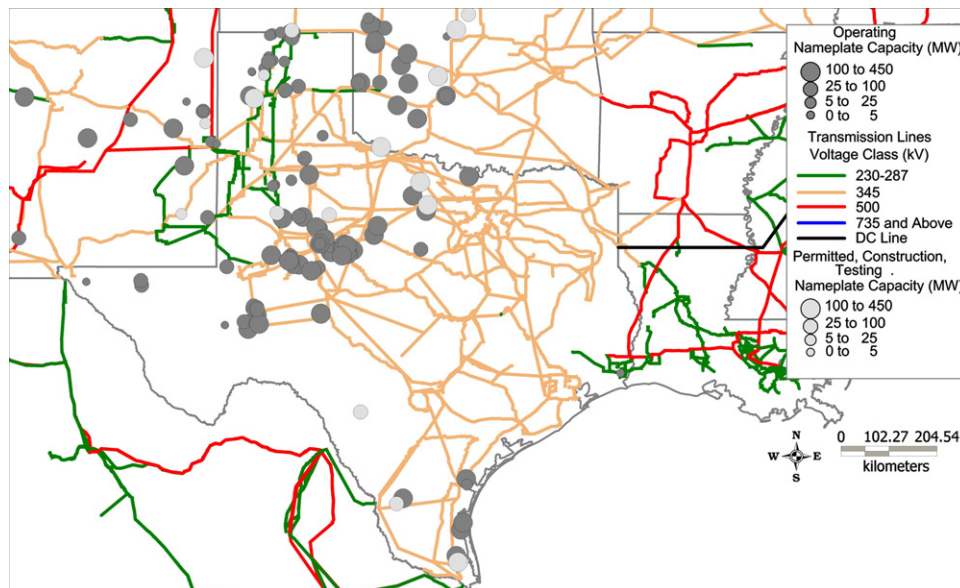 Operating
Nameplate Capacity (MW)
100 to 450
25 to 100
5 to 25
0 to 5
Transmission Lines
Voltage Class (kV)
230-287
345
500
735 and Above
DC Line
Permitted, Construction,
Testing .
Nameplate Capacity (MW)
100 to 450
25 to 100
5 to 25
0 to 5
N
W E
S
0 102.27 204.54
kilometers